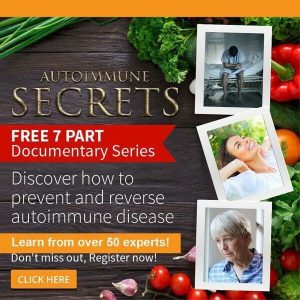 AUTOIMMUNE
SECRETS
FREE 7 PART
Documentary Series
Discover how to
prevent and reverse
autoimmune disease
Learn from over 50 experts!
Don't miss out, Register now!
CLICK HERE